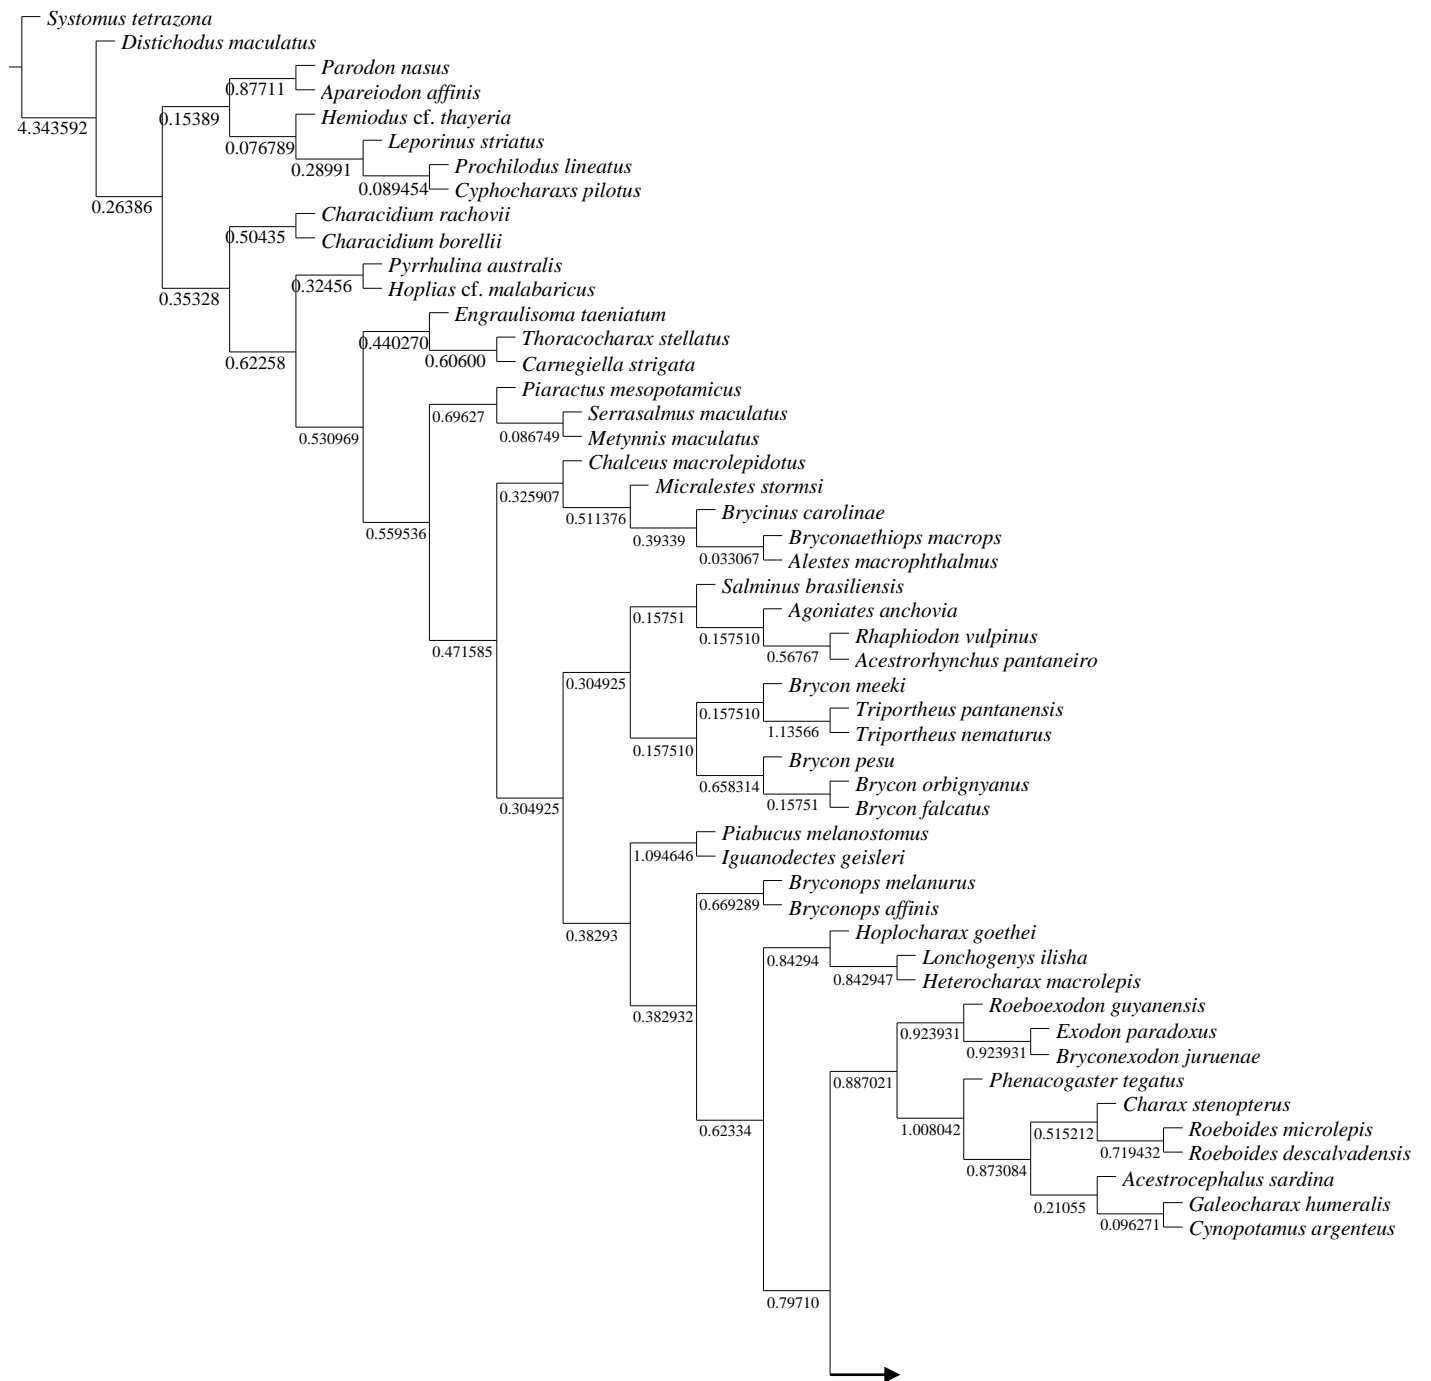 Systomus tetrazona
Distichodus maculatus
Parodon nasus
0.87711
Apareiodon affinis
0.15389
Hemiodus cf. thayeria
4.343592
Leporinus striatus
0.076789
Prochilodus lineatus
0.28991
Cyphocharaxs pilotus
0.089454
0.26386
Characidium rachovii
0.50435
Characidium borellii
Pyrrhulina australis
0.32456
Hoplias cf. malabaricus
0.35328
Engraulisoma taeniatum
Thoracocharax stellatus
0.440270
0.60600
Carnegiella strigata
0.62258
Piaractus mesopotamicus
Serrasalmus maculatus
0.69627
Metynnis maculatus
0.086749
0.530969
Chalceus macrolepidotus
Micralestes stormsi
0.325907
Brycinus carolinae
0.511376
0.559536
Bryconaethiops macrops
0.39339
Alestes macrophthalmus
0.033067
Salminus brasiliensis
Agoniates anchovia
0.15751
Rhaphiodon vulpinus
0.157510
Acestrorhynchus pantaneiro
0.56767
0.471585
Brycon meeki
0.304925
Triportheus pantanensis
0.157510
Triportheus nematurus
1.13566
0.157510
Brycon pesu
Brycon orbignyanus
0.658314
Brycon falcatus
0.15751
0.304925
Piabucus melanostomus
Iguanodectes geisleri
1.094646
Bryconops melanurus
0.669289
Bryconops affinis
0.38293
Hoplocharax goethei
Lonchogenys ilisha
0.84294
Heterocharax macrolepis
0.842947
Roeboexodon guyanensis
0.382932
Exodon paradoxus
0.923931
Bryconexodon juruenae
0.923931
Phenacogaster tegatus
0.887021
Charax stenopterus
Roeboides microlepis
0.62334
1.008042
0.515212
Roeboides descalvadensis
0.719432
0.873084
Acestrocephalus sardina
Galeocharax humeralis
0.21055
Cynopotamus argenteus
0.096271
0.79710